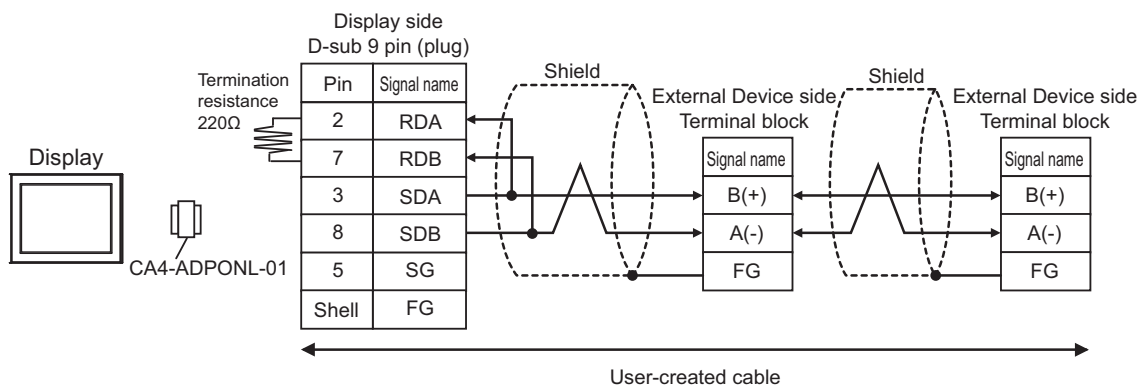 Display side
D-sub 9 pin (plug)
Termination
resistance
220Ω
Pin Signal name
2 RDA
7 RDB
3 SDA
8 SDB
5 SG
Shell FG
Display
CA4-ADPONL-01
Shield
External Device side
Terminal block
Signal name
B(+)
A(-)
FG
Shield
External Device side
Terminal block
Signal name
B(+)
A(-)
FG
User-created cable